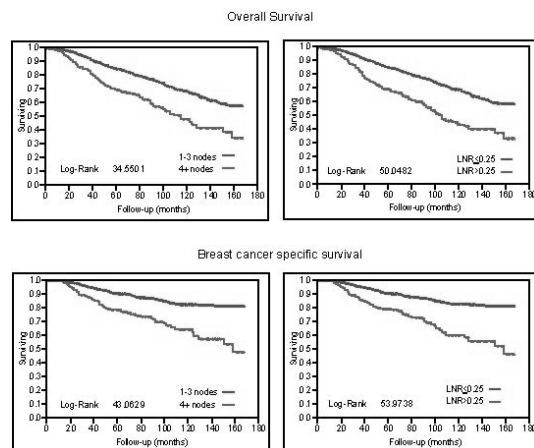 Overall Survival
1.0
0.9
0.8
0.7
0.6
0.5
0.4
0.3
0.2
0.1
0.0
Surviving
1-3 nodes
Log-Rank 34.5501 4+ nodes
0 20 40 60 80 100 120 140 160 180
Follow-up (months)
1.0
0.9
0.8
0.7
0.6
0.5
0.4
0.3
0.2
0.1
0.0
Surviving
LNR≤0.25
Log-Rank 50.0482 LNR>0.25
0 20 40 60 80 100 120 140 160 180
Follow-up (months)
Breast cancer specific survival
1.0
0.9
0.8
0.7
0.6
0.5
0.4
0.3
0.2
0.1
0.0
Surviving
1-3 nodes
Log-Rank 43.0629 4+ nodes
0 20 40 60 80 100 120 140 160 180
Follow-up (months)
1.0
0.9
0.8
0.7
0.6
0.5
0.4
0.3
0.2
0.1
0.0
Surviving
LNR≤0.25
Log-Rank 53.9738 LNR>0.25
0 20 40 60 80 100 120 140 160 180
Follow-up (months)